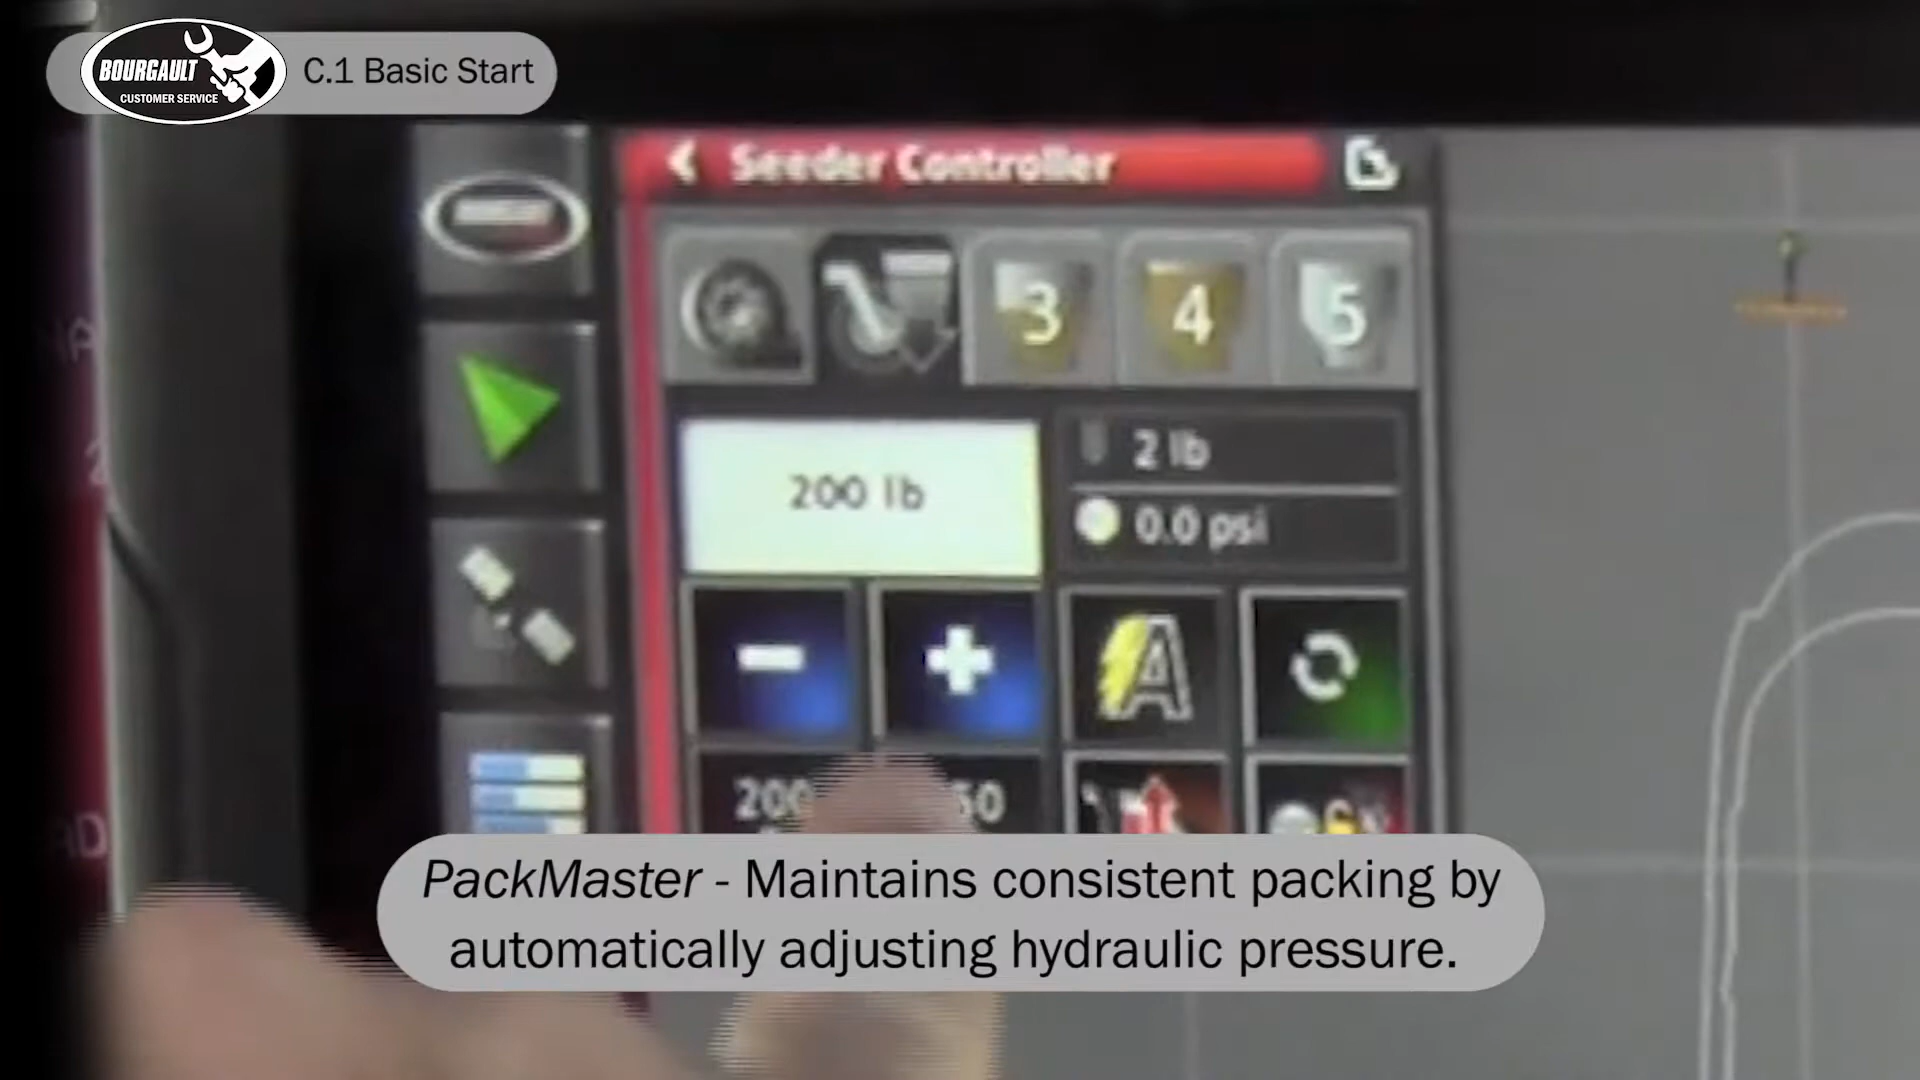 BOURGAULT
CUSTOMER SERVICE
C.1 Basic Start
Seeder Controller
3
4
5
200 lb
2 lb
0.0 psi
A
200
PackMaster - Maintains consistent packing by
automatically adjusting hydraulic pressure.